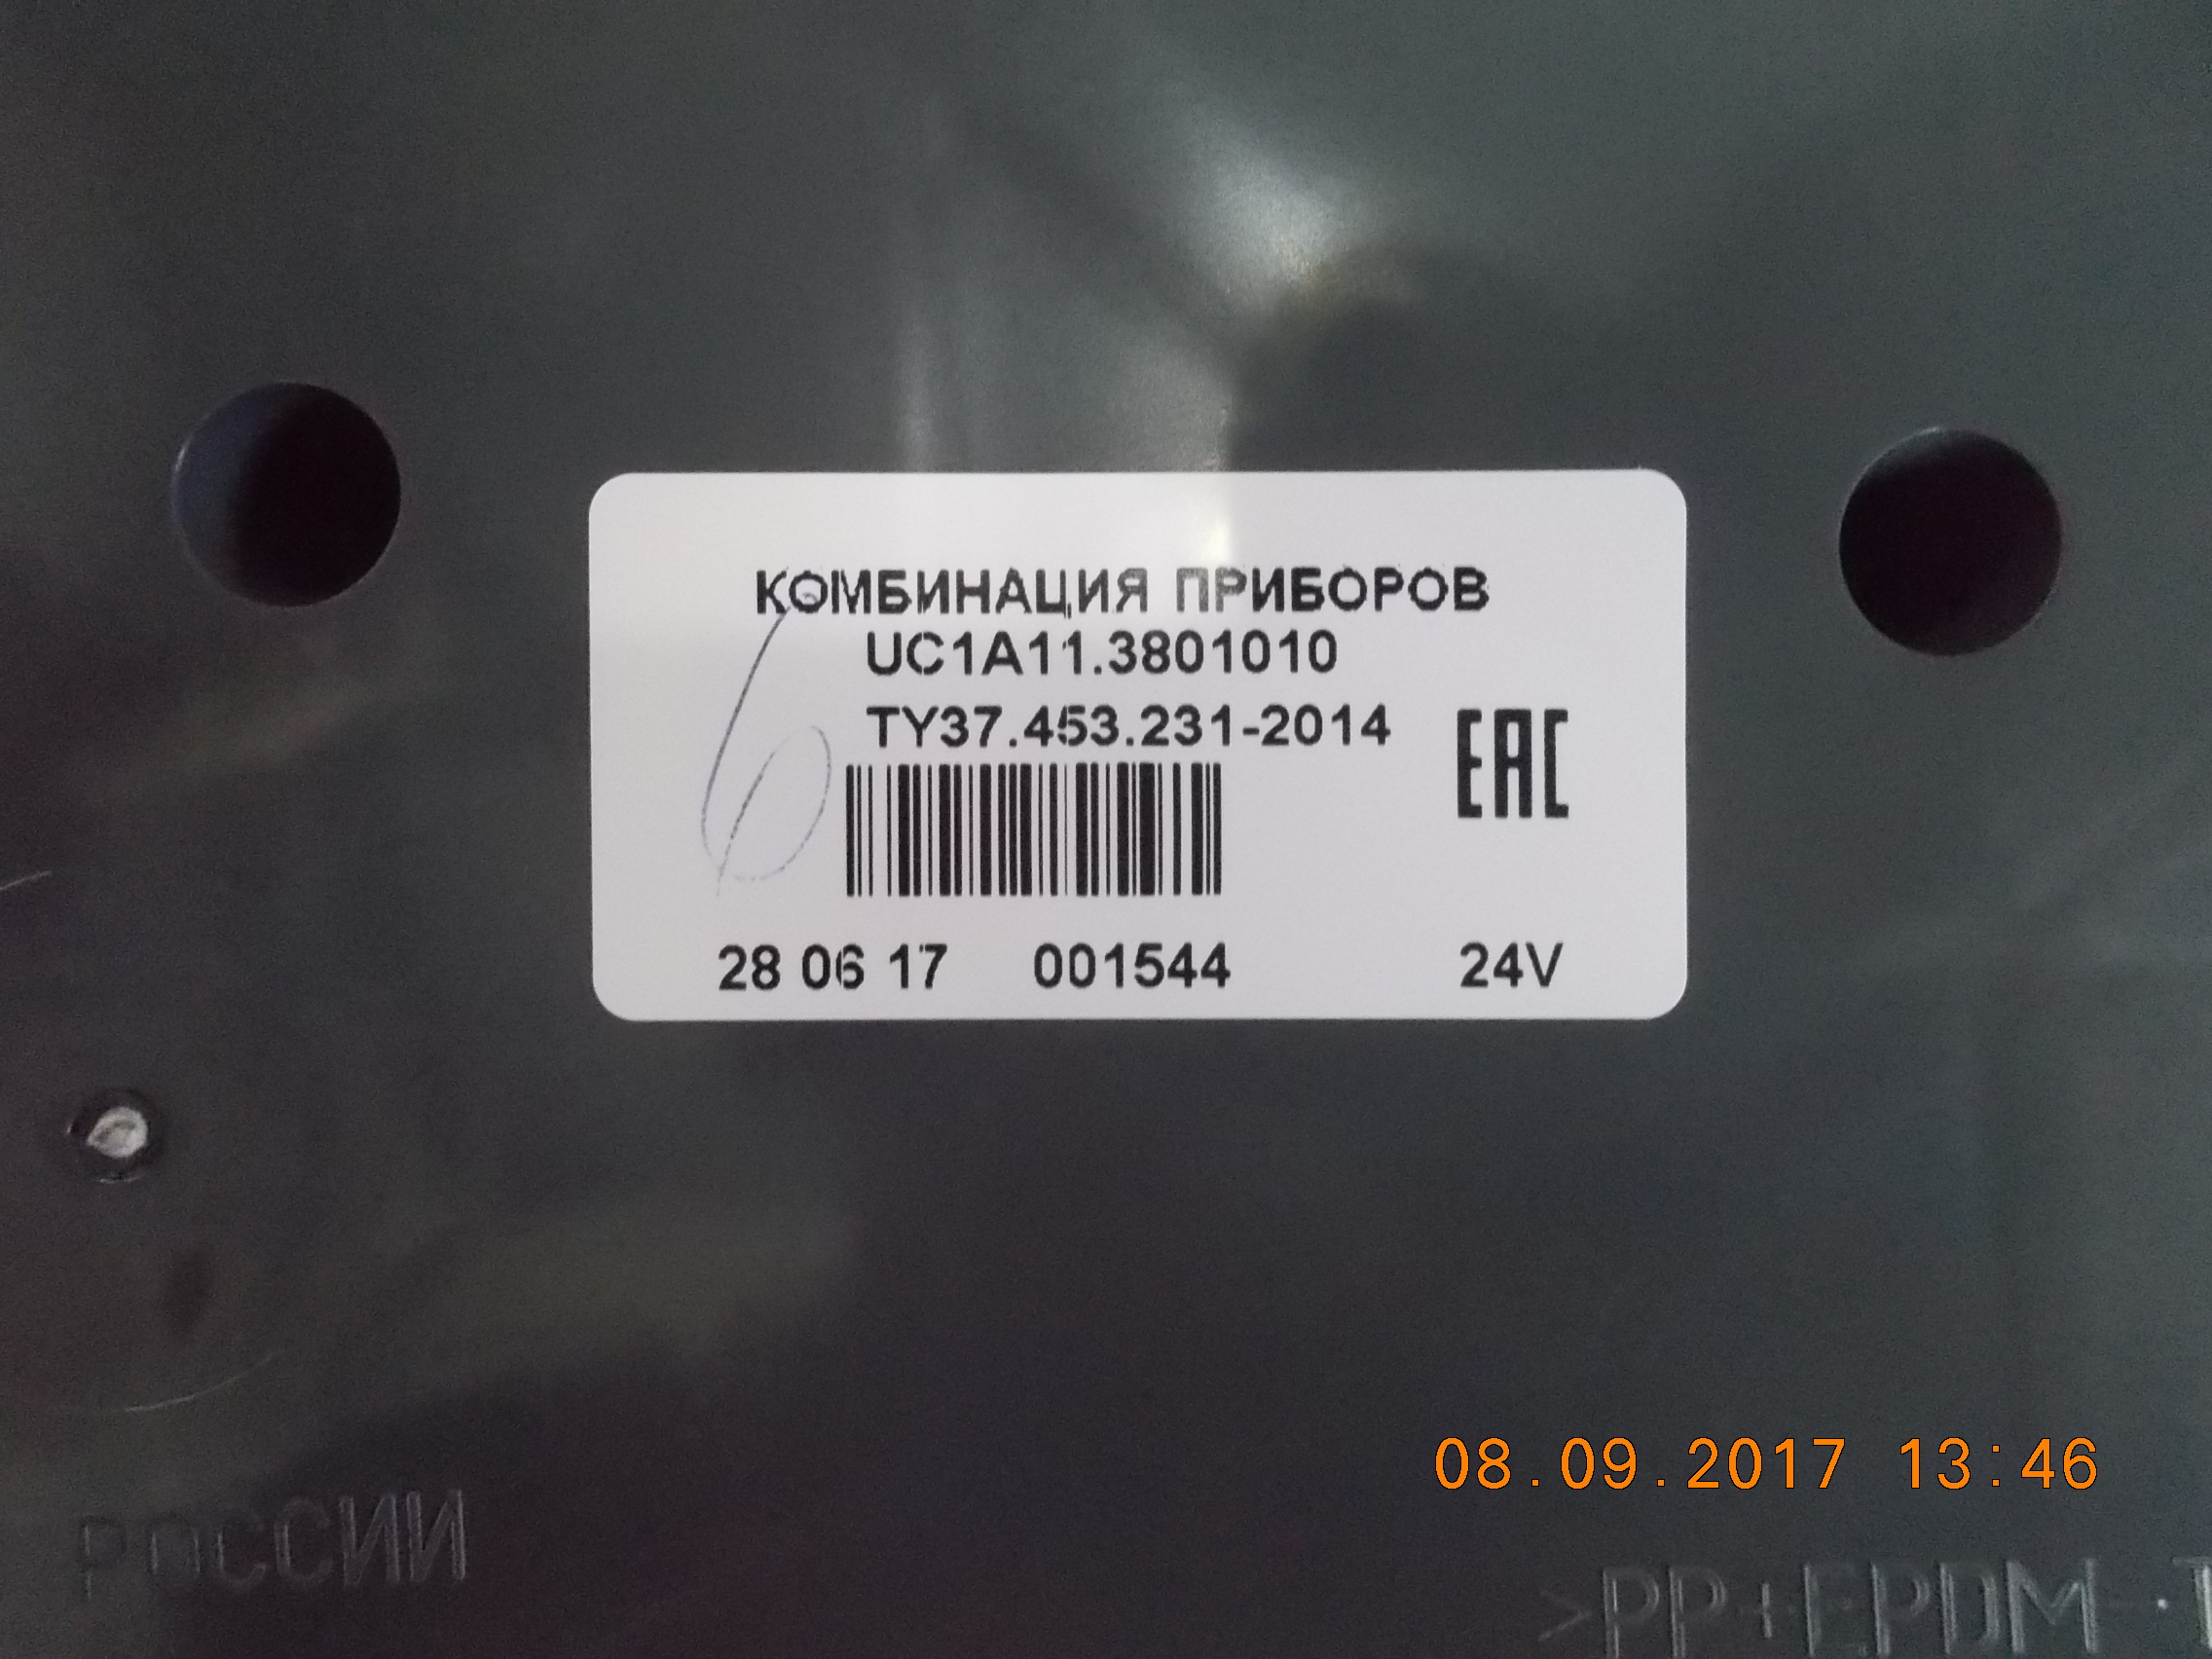 КОМБИНАЦИЯ ПРИБОРОВ
UC1A11.3801010
ТУ37.453.231-2014
EAC
28 06 17 001544 24V
08.09.2017 13:46
РОССИИ
>PP+EPDM-T